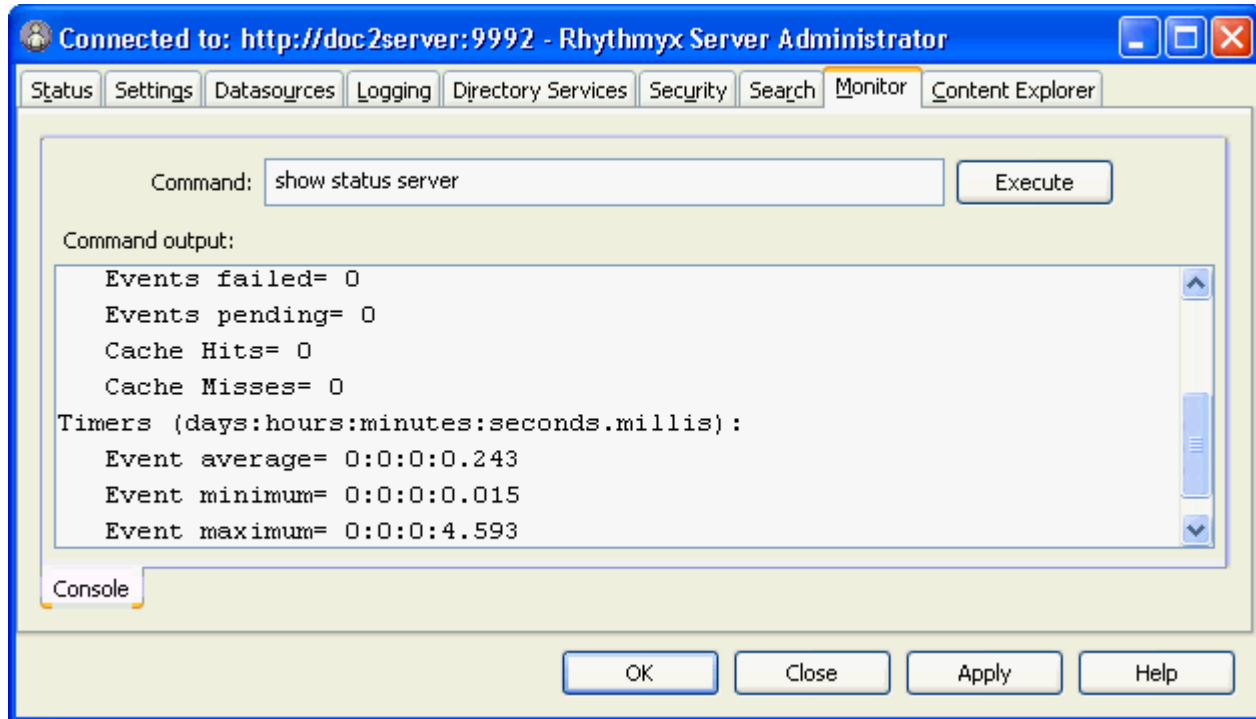 Connected to: http://doc2server:9992 - Rhythmyx Server Administrator
Status Settings Datasources Logging Directory Services Security Search Monitor Content Explorer
Command: show status server Execute
Command output:
Events failed= 0
Events pending= 0
Cache Hits= 0
Cache Misses= 0
Timers (days:hours:minutes:seconds.millis):
Event average= 0:0:0:0.243
Event minimum= 0:0:0:0.015
Event maximum= 0:0:0:4.593
Console
OK Close Apply Help